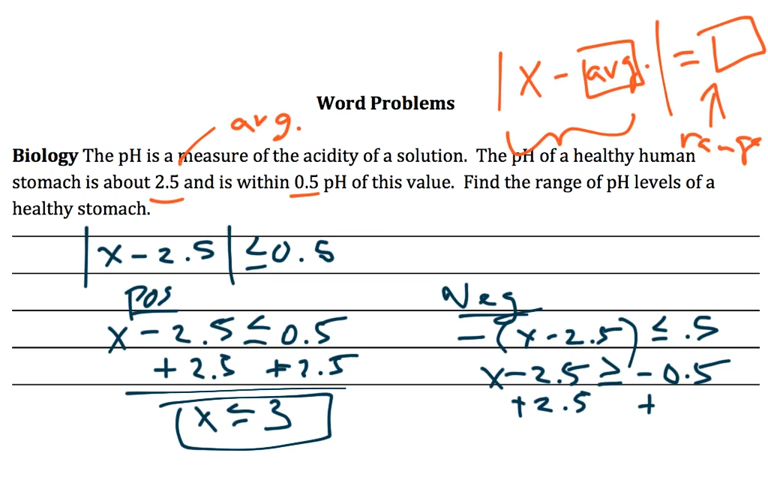 |x - [avg.]| = □
range
Word Problems
avg.
Biology The pH is a measure of the acidity of a solution. The pH of a healthy human
stomach is about 2.5 and is within 0.5 pH of this value. Find the range of pH levels of a
healthy stomach.
|x - 2.5| ≤ 0.5
Pos Neg
x - 2.5 ≤ 0.5 -(x - 2.5) ≤ .5
+ 2.5 + 2.5 x - 2.5 ≥ - 0.5
x ≤ 3 + 2.5 +